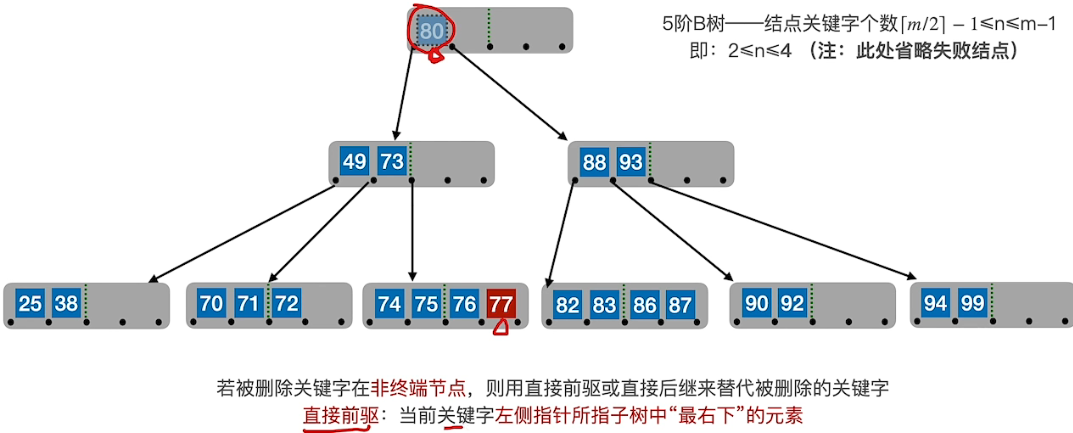 5阶B树——结点关键字个数⌈m/2⌉ − 1≤n≤m−1
即：2≤n≤4 （注：此处省略失败结点）
80
49 73
88 93
25 38
70 71 72
74 75 76 77
82 83 86 87
90 92
94 99
若被删除关键字在非终端节点，则用直接前驱或直接后继来替代被删除的关键字
直接前驱：当前关键字左侧指针所指子树中“最右下”的元素